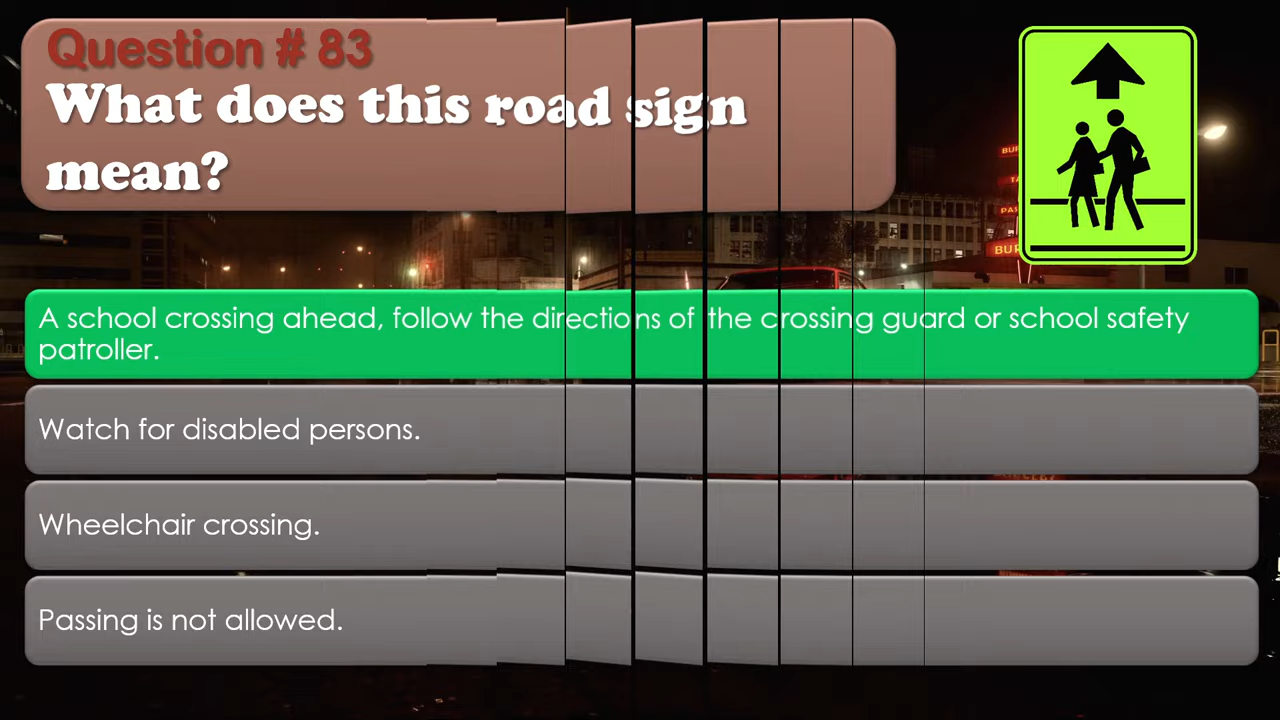 Question # 83
What does this road sign
mean?
A school crossing ahead, follow the directions of the crossing guard or school safety
patroller.
Watch for disabled persons.
Wheelchair crossing.
Passing is not allowed.